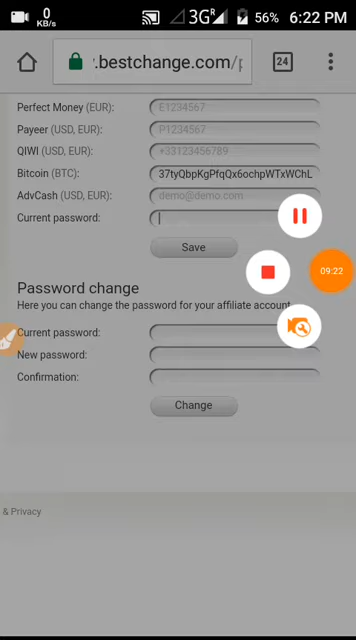 0
KB/s
3G
56%
6:22 PM
.bestchange.com/p
24
Perfect Money (EUR):
E1234567
Payeer (USD, EUR):
P1234567
QIWI (USD, EUR):
+33123456789
Bitcoin (BTC):
37tyQbpKgPfqQx6ochpWTxWChL
AdvCash (USD, EUR):
demo@demo.com
Current password:
Save
09:22
Password change
Here you can change the password for your affiliate account
Current password:
New password:
Confirmation:
Change
& Privacy